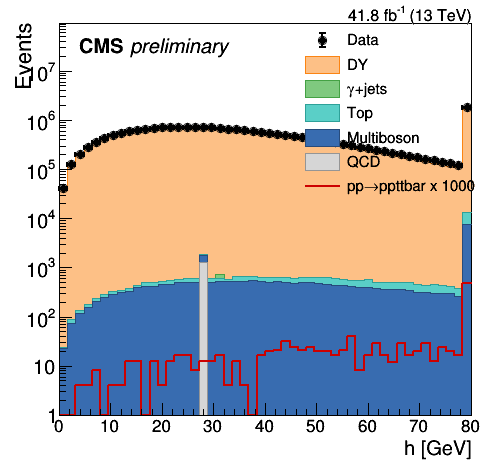 41.8 fb⁻¹ (13 TeV)
CMS preliminary
Events
Data
DY
γ+jets
Top
Multiboson
QCD
pp→ppttbar x 1000
10⁷
10⁶
10⁵
10⁴
10³
10²
10
1
0 10 20 30 40 50 60 70 80
h [GeV]